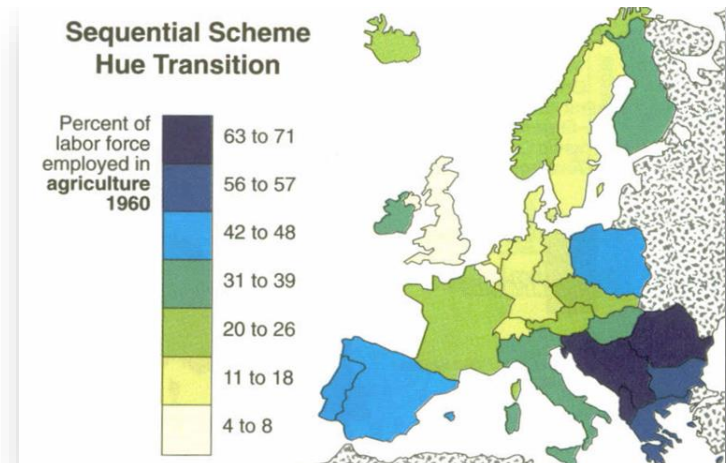 Sequential Scheme
Hue Transition
Percent of
labor force
employed in
agriculture
1960
63 to 71
56 to 57
42 to 48
31 to 39
20 to 26
11 to 18
4 to 8